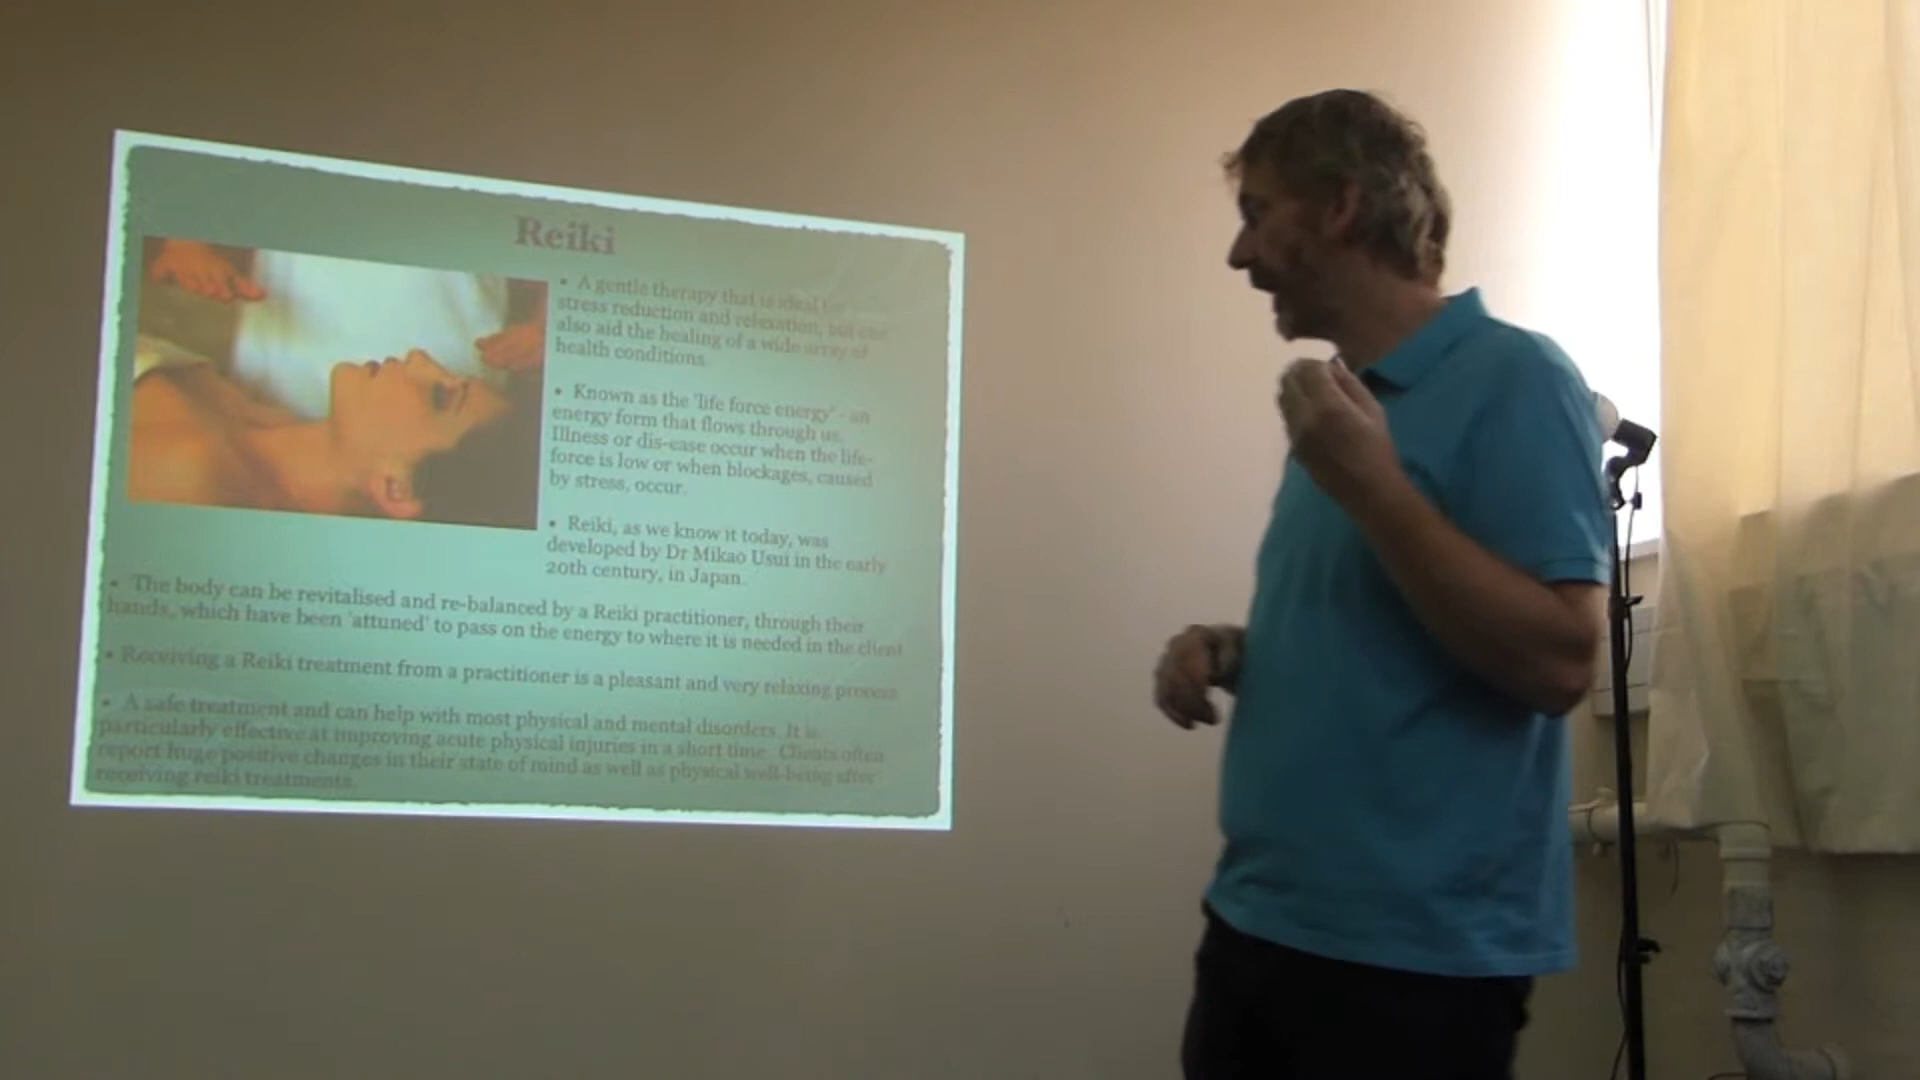 Reiki
• A gentle therapy that is ideal for
stress reduction and relaxation, but can
also aid the healing of a wide array of
health conditions.
• Known as the 'life force energy' - an
energy form that flows through us.
Illness or dis-ease occur when the life-
force is low or when blockages, caused
by stress, occur.
• Reiki, as we know it today, was
developed by Dr Mikao Usui in the early
20th century, in Japan.
• The body can be revitalised and re-balanced by a Reiki practitioner, through their
hands, which have been 'attuned' to pass on the energy to where it is needed in the client
• Receiving a Reiki treatment from a practitioner is a pleasant and very relaxing process
• A safe treatment and can help with most physical and mental disorders. It is
particularly effective at improving acute physical injuries in a short time. Clients often
report huge positive changes in their state of mind as well as physical well-being after
receiving reiki treatments.